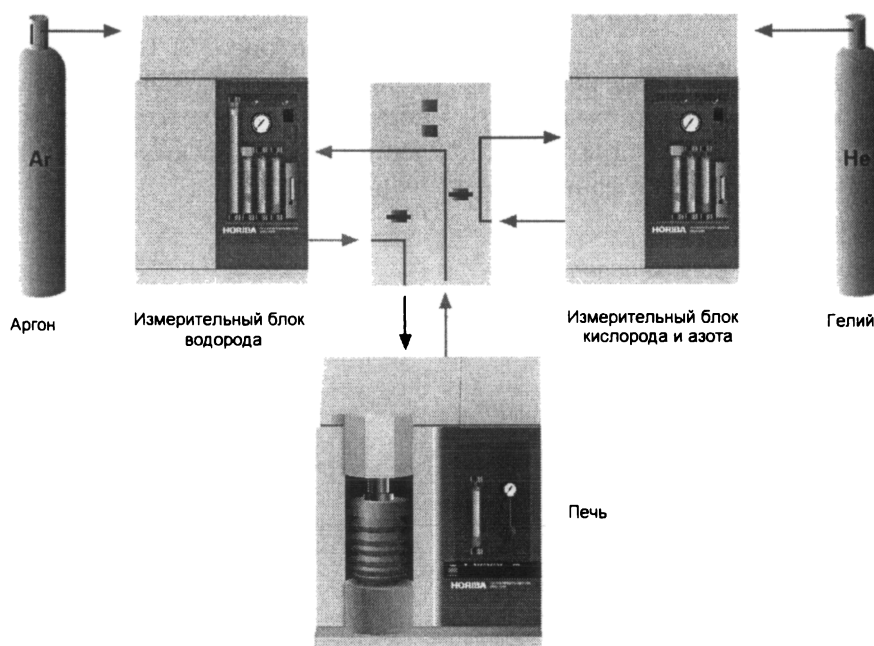 Ar
He
HORIBA
HORIBA
Аргон
Измерительный блок
водорода
Измерительный блок
кислорода и азота
Гелий
Печь
HORIBA